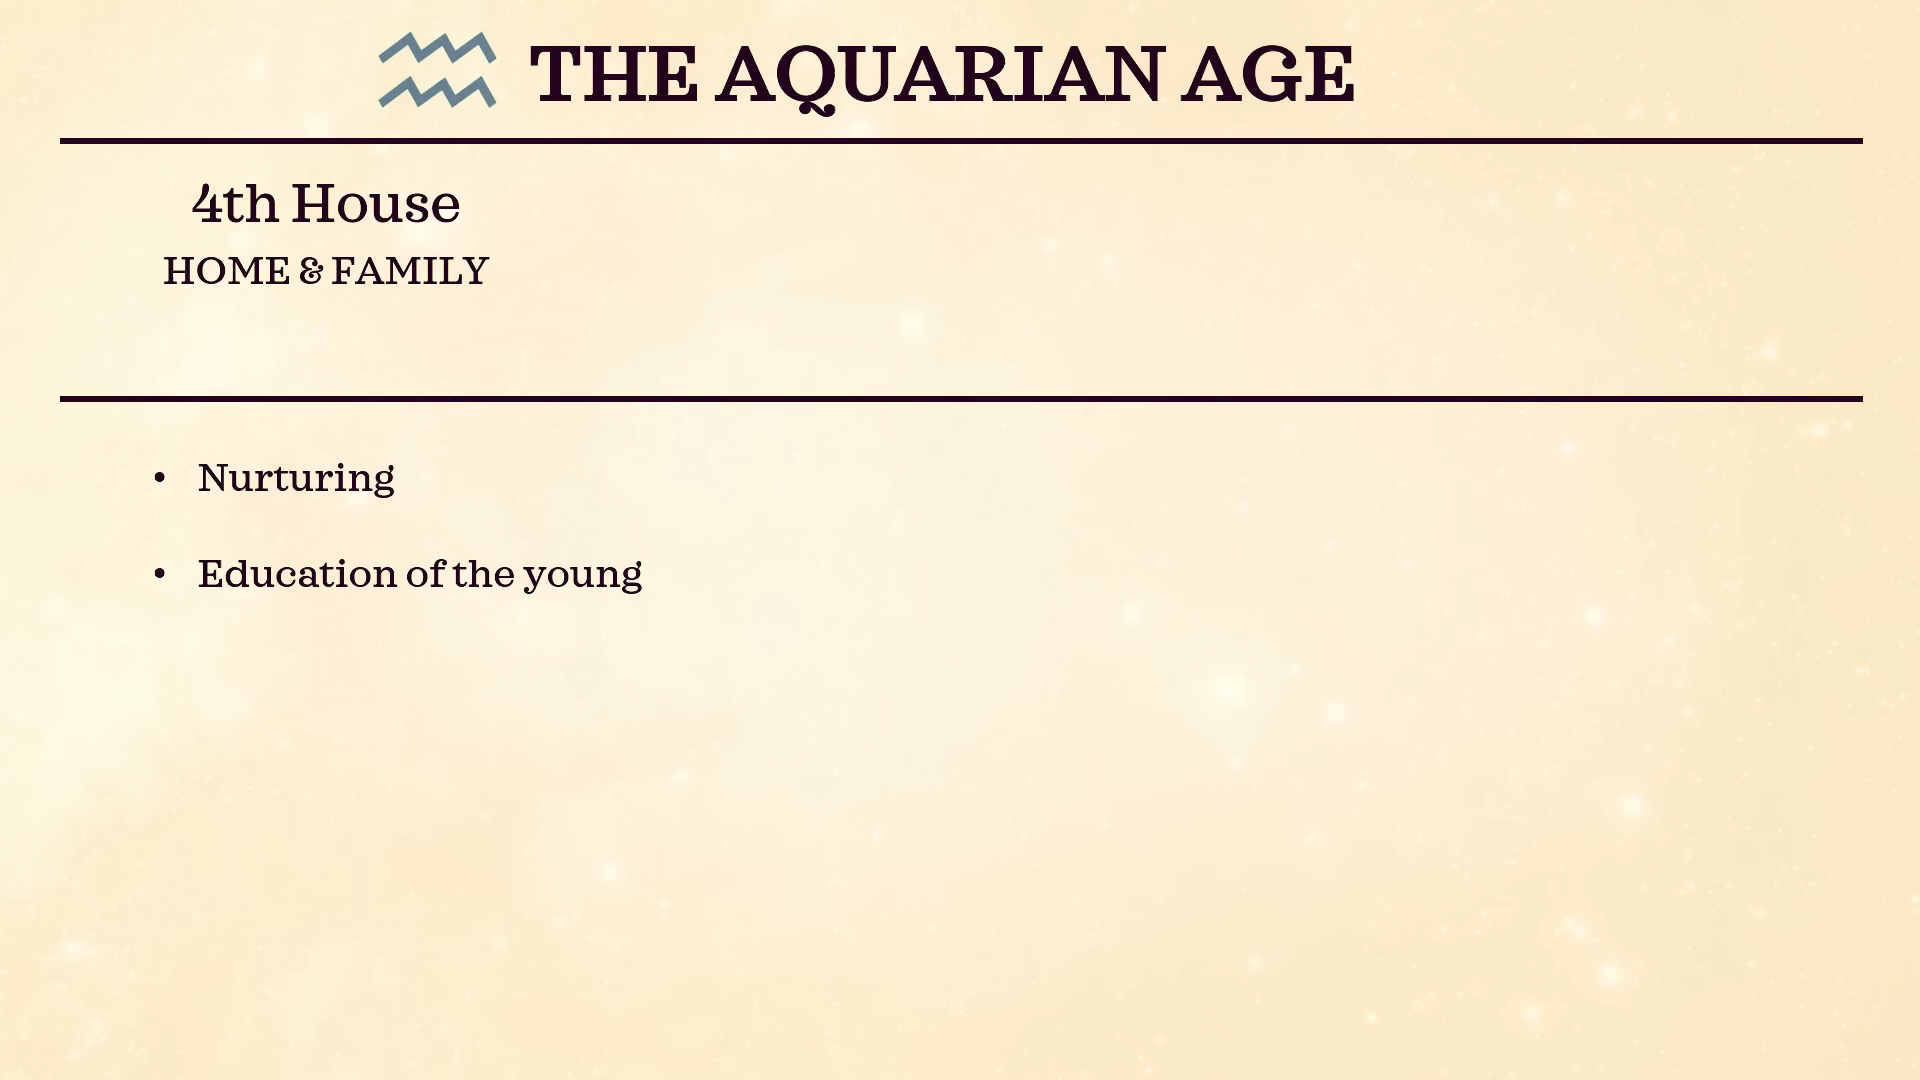 THE AQUARIAN AGE
4th House
HOME & FAMILY
• Nurturing
• Education of the young